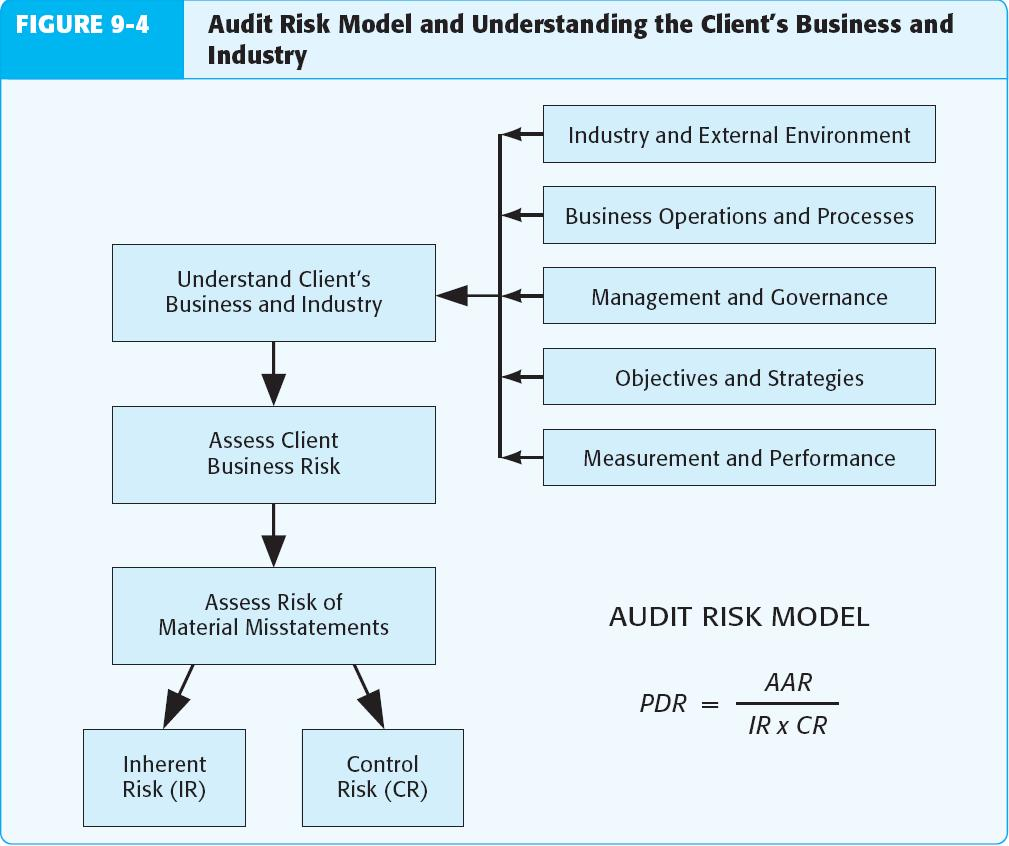 FIGURE 9-4
Audit Risk Model and Understanding the Client's Business and
Industry
Industry and External Environment
Business Operations and Processes
Understand Client's
Business and Industry
Management and Governance
Objectives and Strategies
Assess Client
Business Risk
Measurement and Performance
Assess Risk of
Material Misstatements
AUDIT RISK MODEL
PDR = AAR
IR x CR
Inherent
Risk (IR)
Control
Risk (CR)